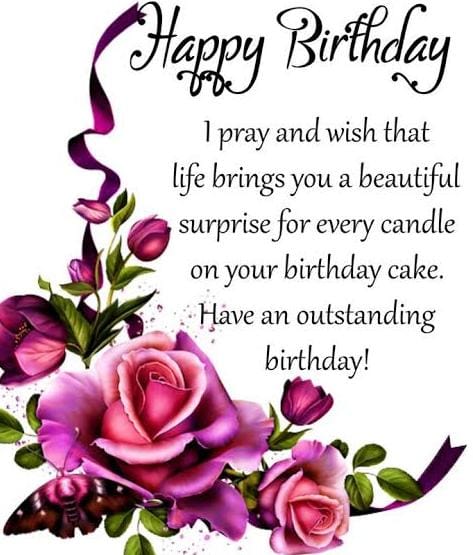 Happy Birthday
I pray and wish that
life brings you a beautiful
surprise for every candle
on your birthday cake.
Have an outstanding
birthday!